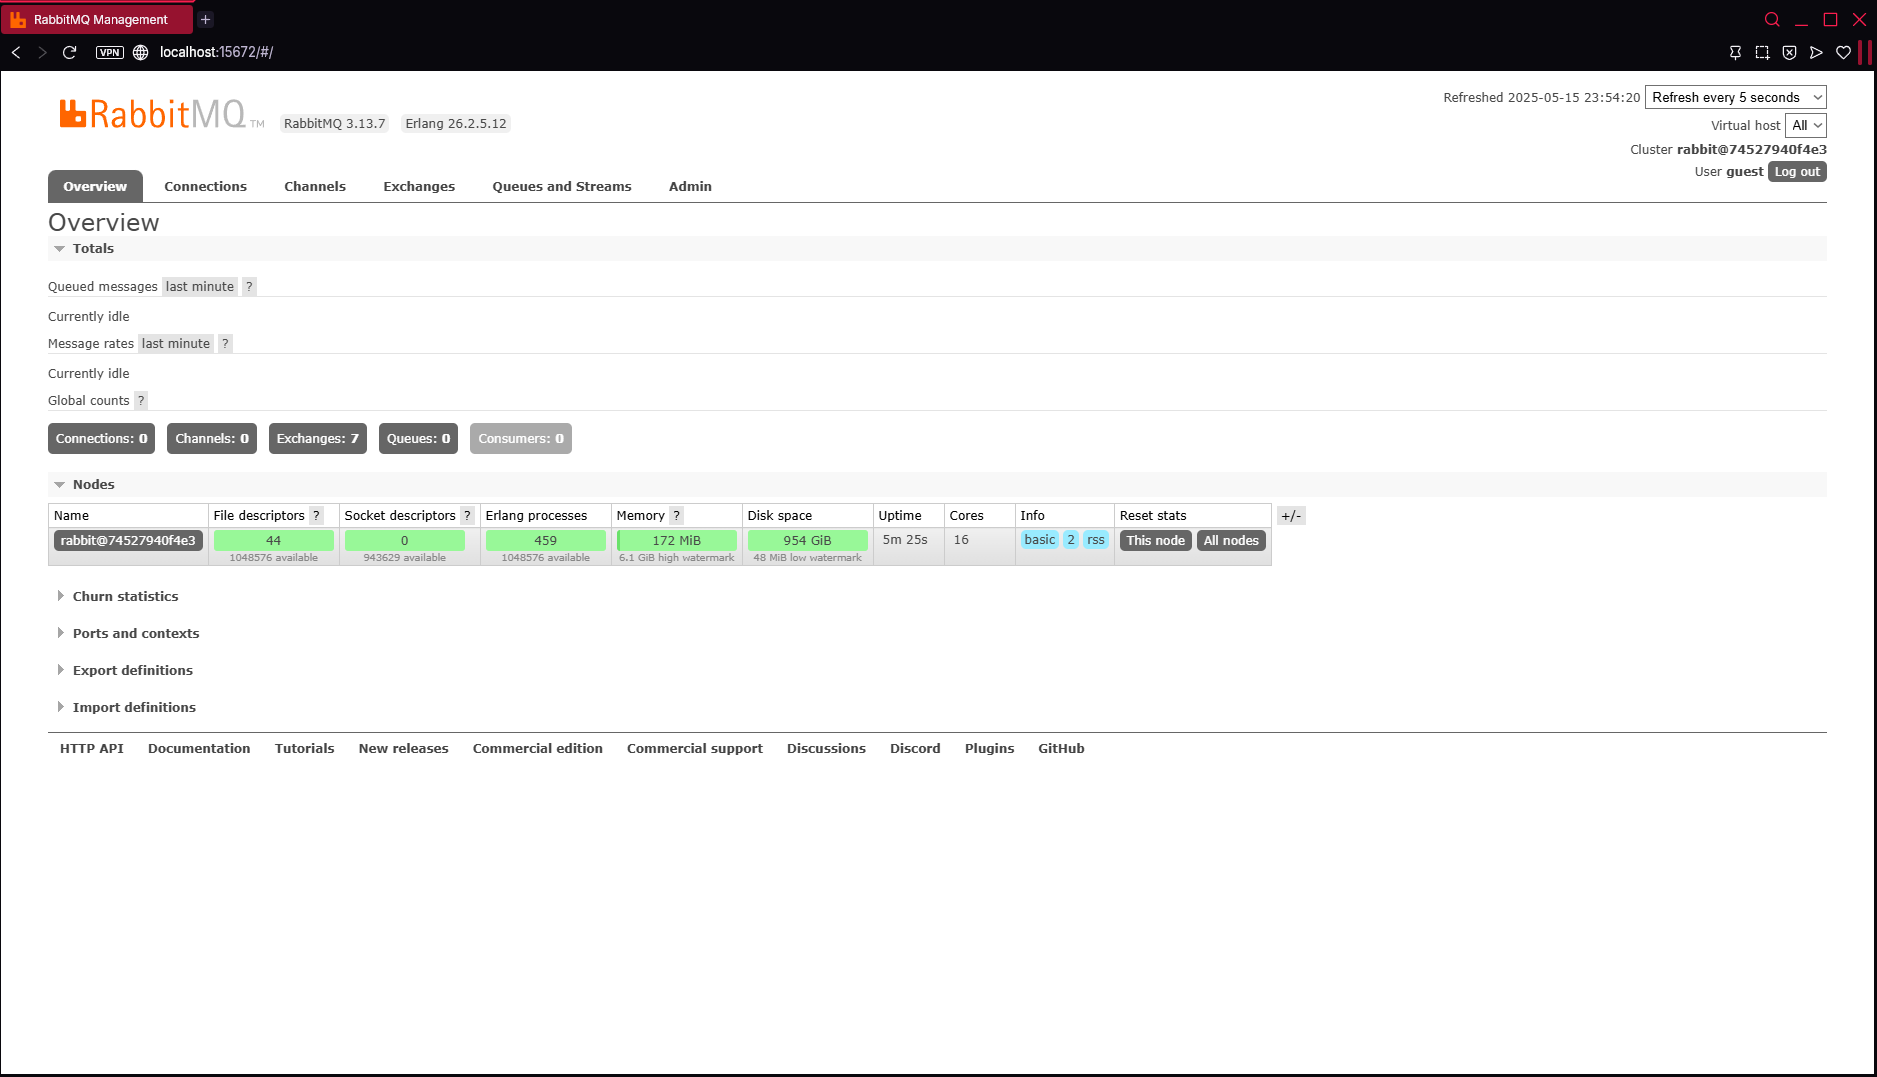 RabbitMQ Management
VPN localhost:15672/#/
RabbitMQ TM RabbitMQ 3.13.7 Erlang 26.2.5.12
Refreshed 2025-05-15 23:54:20 Refresh every 5 seconds
Virtual host All
Cluster rabbit@74527940f4e3
User guest Log out
Overview Connections Channels Exchanges Queues and Streams Admin
Overview
Totals
Queued messages last minute ?
Currently idle
Message rates last minute ?
Currently idle
Global counts ?
Connections: 0 Channels: 0 Exchanges: 7 Queues: 0 Consumers: 0
Nodes
Name File descriptors ? Socket descriptors ? Erlang processes Memory ? Disk space Uptime Cores Info Reset stats +/-
rabbit@74527940f4e3 44 0 459 172 MiB 954 GiB 5m 25s 16 basic 2 rss This node All nodes
1048576 available 943629 available 1048576 available 6.1 GiB high watermark 48 MiB low watermark
Churn statistics
Ports and contexts
Export definitions
Import definitions
HTTP API Documentation Tutorials New releases Commercial edition Commercial support Discussions Discord Plugins GitHub